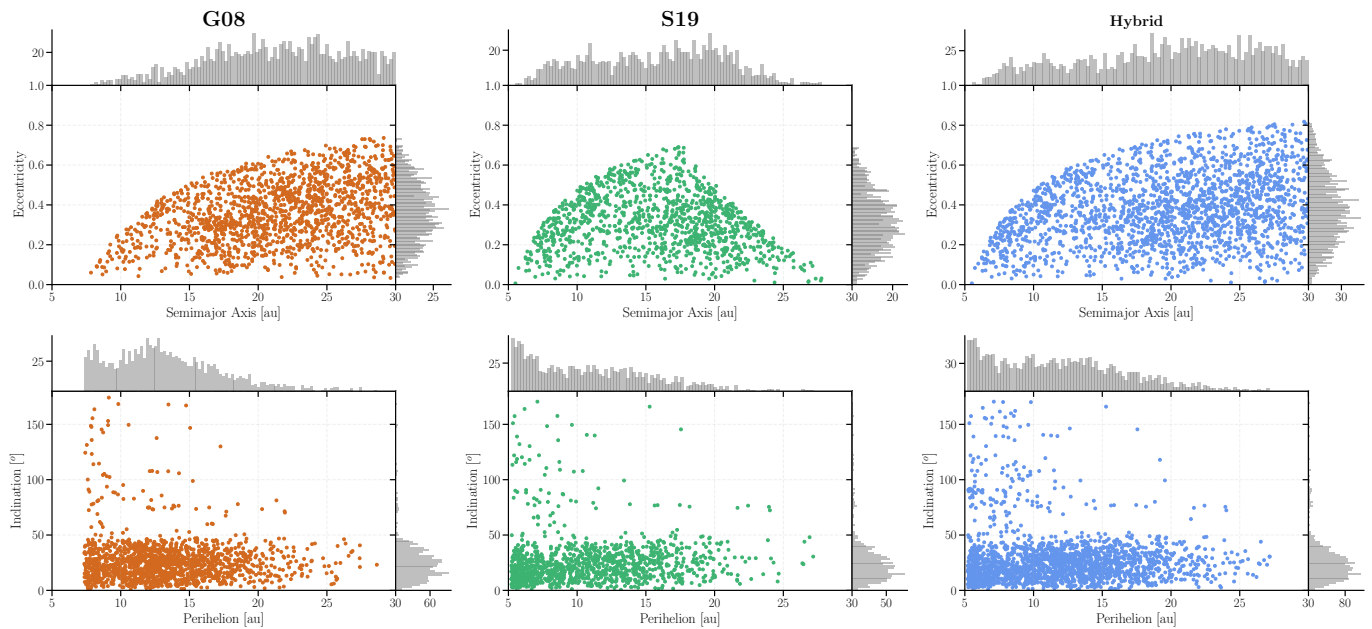 G08
S19
Hybrid
20
20
25
1.0 1.0 1.0
1.0 1.0 1.0
0.8 0.8 0.8
0.6 0.6 0.6
Eccentricity Eccentricity Eccentricity
0.4 0.4 0.4
0.2 0.2 0.2
0.0 0.0 0.0
5 10 15 20 25 30 25
5 10 15 20 25 30 20
5 10 15 20 25 30 30
Semimajor Axis [au] Semimajor Axis [au] Semimajor Axis [au]
25 25 30
150 150 150
100 100 100
Inclination [o] Inclination [o] Inclination [o]
50 50 50
0 0 0
5 10 15 20 25 30 60
5 10 15 20 25 30 50
5 10 15 20 25 30 80
Perihelion [au] Perihelion [au] Perihelion [au]